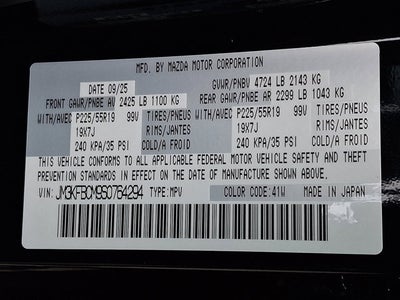 MFD. BY MAZDA MOTOR CORPORATION
DATE 09/25 GVWR/PNBV 4724 LB 2143 KG
FRONT GAWR/PNBE AV 2425 LB 1100 KG REAR GAWR/PNBE AR 2299 LB 1043 KG
WITH/AVEC P225/55R19 99V TIRES/PNEUS WITH/AVEC P225/55R19 99V TIRES/PNEUS
19X7J RIMS/JANTES 19X7J RIMS/JANTES
240 KPA/35 PSI COLD/A FROID 240 KPA/35 PSI COLD/A FROID
THIS VEHICLE CONFORMS TO ALL APPLICABLE FEDERAL MOTOR VEHICLE SAFETY AND THEFT
PREVENTION STANDARDS IN EFFECT ON THE DATE OF MANUFACTURE SHOWN ABOVE.
VIN: JM3KFBCM9S0764294 TYPE:MPV COLOR CODE:41W MADE IN JAPAN